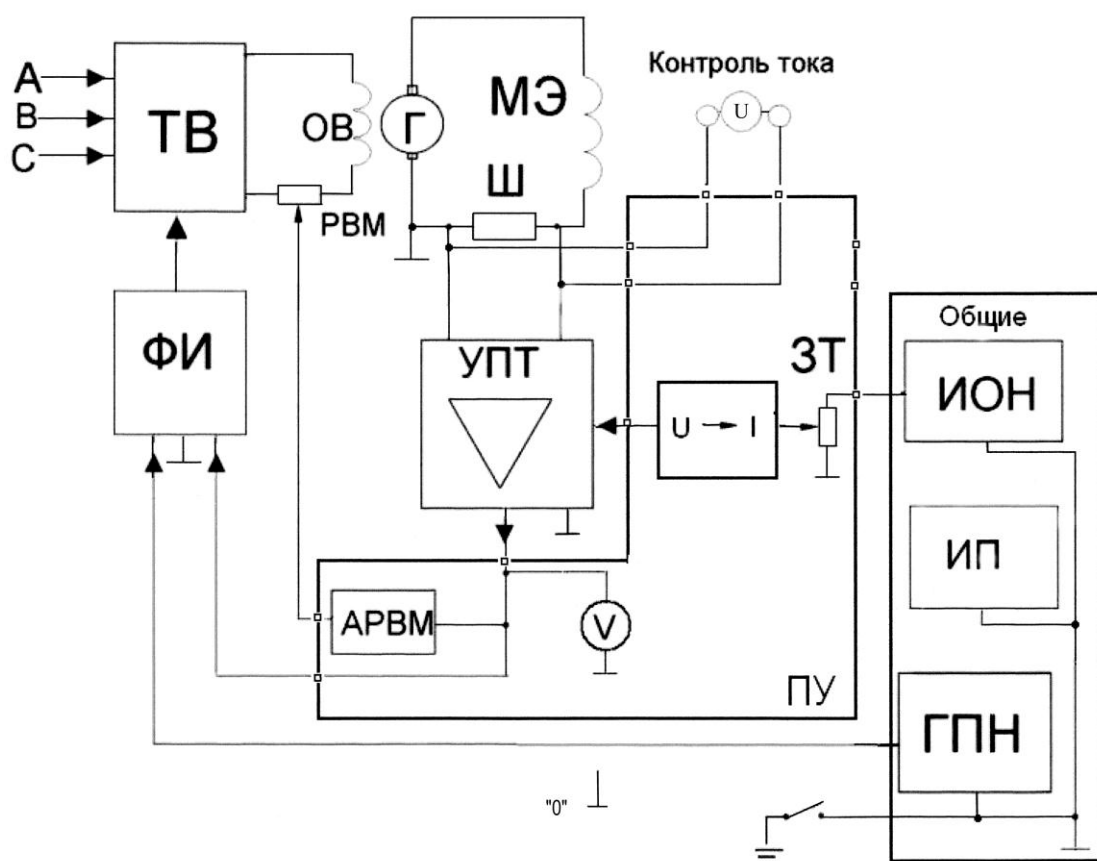 Контроль тока
U
А
В
С
ТВ
ОВ
Г
МЭ
Ш
РВМ
ФИ
УПТ
U → I
ЗТ
Общие
ИОН
ИП
ГПН
АРВМ
V
ПУ
"0"